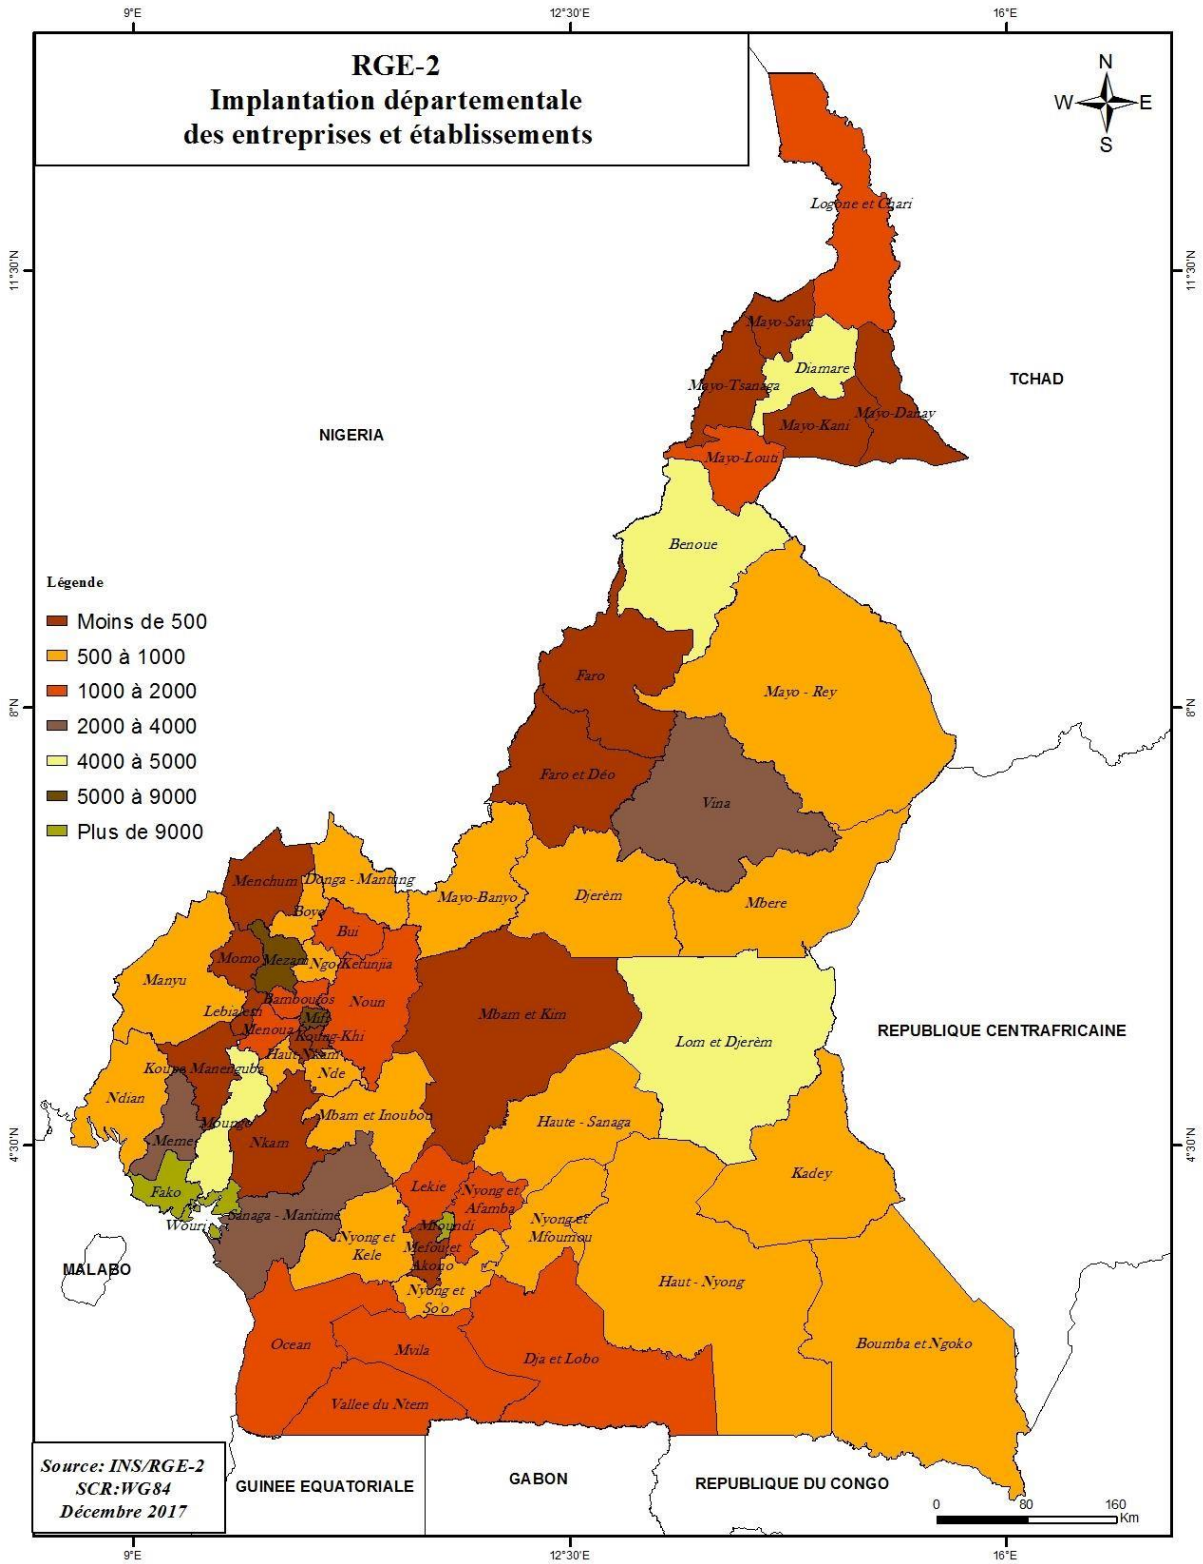 9°E 12°30'E 16°E
RGE-2
Implantation départementale
des entreprises et établissements
N
W E
S
Logone et Chari
11°30'N 11°30'N
Mayo-Sava
Diamare
TCHAD
Mayo-Tsanaga
Mayo-Danay
Mayo-Kani
NIGERIA
Mayo-Louti
Benoue
Légende
Moins de 500
500 à 1000
1000 à 2000
2000 à 4000
4000 à 5000
5000 à 9000
Plus de 9000
Faro
Mayo - Rey
8°N 8°N
Faro et Déo
Vina
Menchum
Donga - Mantung
Mayo-Banyo
Djerèm
Mbere
Boyo
Bui
Momo
Mezam
Ngo-Ketunjia
Manyu
Bamboutos
Noun
Lebialem
Mifi
Mbam et Kim
Menoua
Koung-Khi
REPUBLIQUE CENTRAFRICAINE
Lom et Djerèm
Haut-Nkam
Koupe Manenguba
Nde
Ndian
Mbam et Inoubou
Moungo
Haute - Sanaga
Meme
Nkam
4°30'N 4°30'N
Kadey
Fako
Lekie
Nyong et
Afamba
Sanaga - Maritime
Wouri
Mfoundi
Nyong et
Mfoumou
Nyong et
Kele
Mefou et
Akono
MALABO
Haut - Nyong
Nyong et
So'o
Ocean
Mvila
Dja et Lobo
Boumba et Ngoko
Vallee du Ntem
Source: INS/RGE-2
SCR:WG84
Décembre 2017
GUINEE EQUATORIALE
GABON
REPUBLIQUE DU CONGO
0 80 160
Km
9°E 12°30'E 16°E